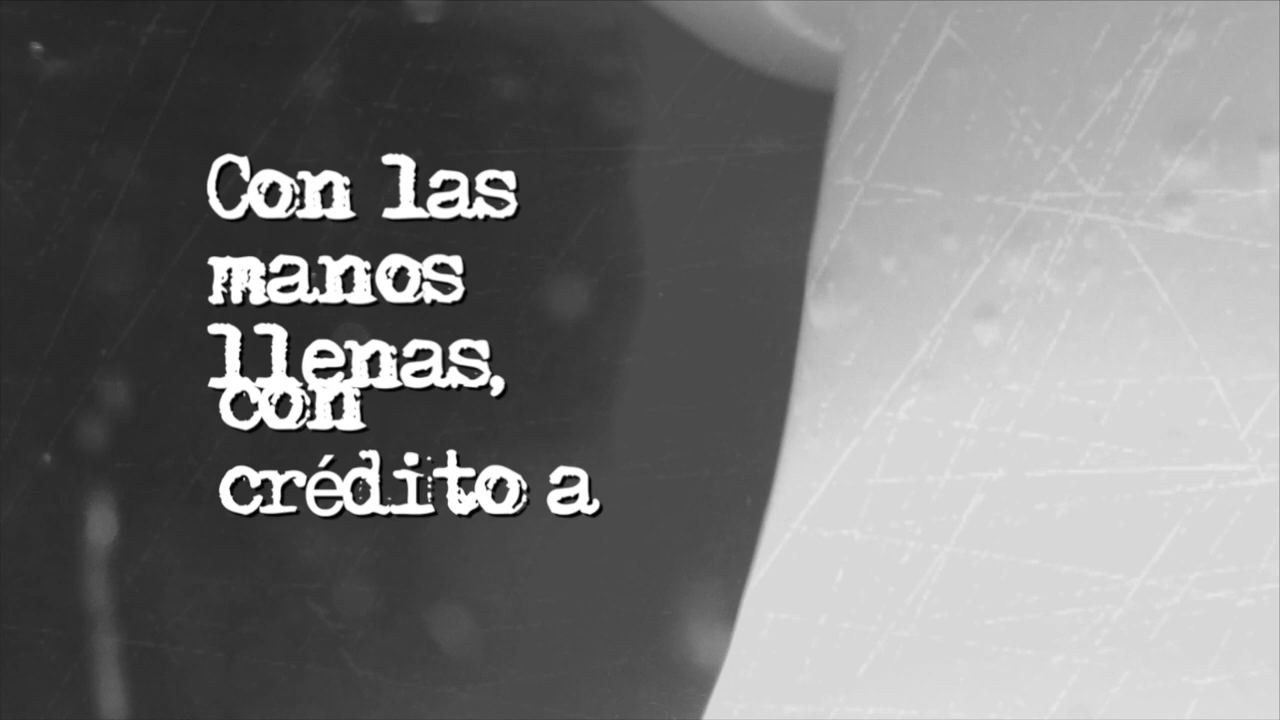 Con las
manos
llenas,
con
crédito a